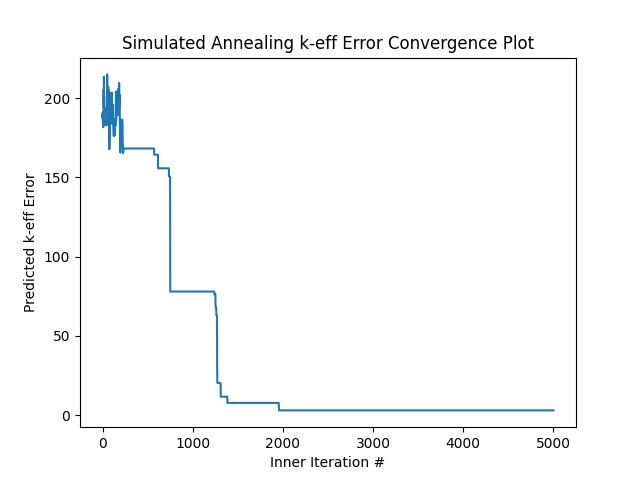 Simulated Annealing k-eff Error Convergence Plot
200
150
100
50
0
Predicted k-eff Error
0 1000 2000 3000 4000 5000
Inner Iteration #